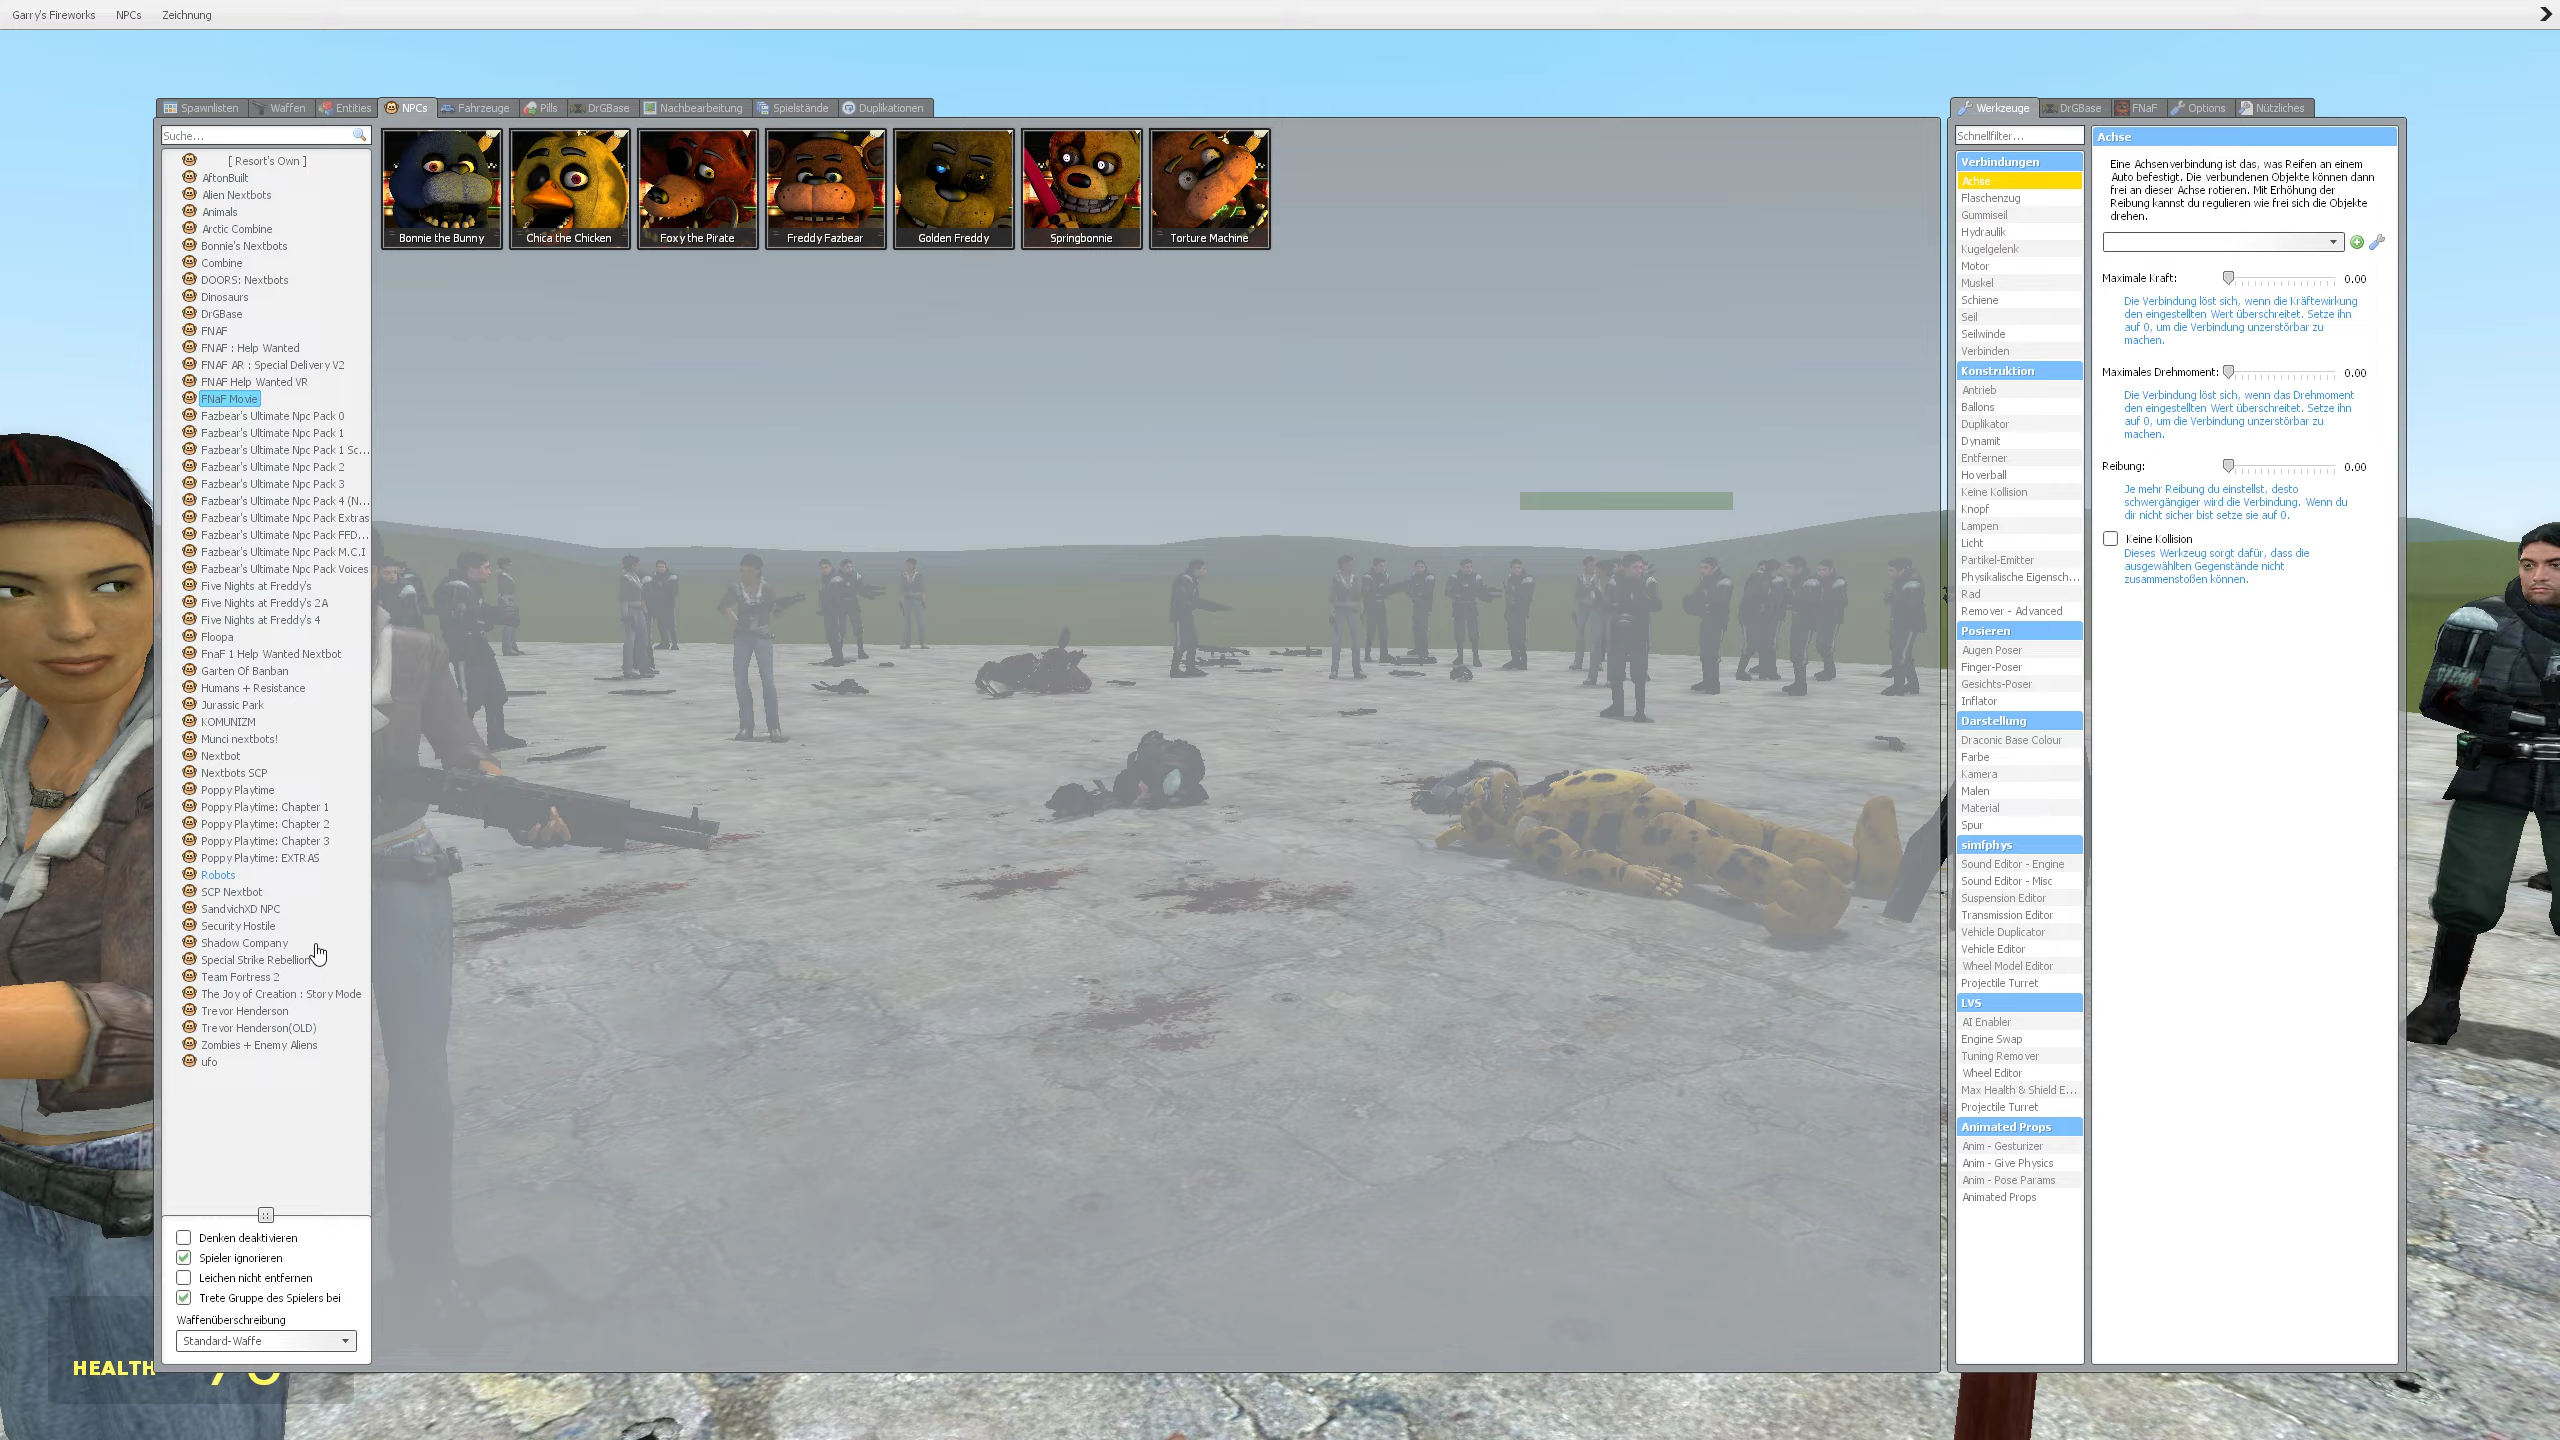 Garry's Fireworks NPCs Zeichnung
Spawnlisten Waffen Entities NPCs Fahrzeuge Pills DrGBase Nachbearbeitung Spielstände Duplikationen
Suche...
[ Resort's Own ]
AftonBuilt
Alien Nextbots
Animals
Arctic Combine
Bonnie's Nextbots
Combine
DOORS: Nextbots
Dinosaurs
DrGBase
FNAF
FNAF : Help Wanted
FNAF AR : Special Delivery V2
FNAF Help Wanted VR
FNaF Movie
Fazbear's Ultimate Npc Pack 0
Fazbear's Ultimate Npc Pack 1
Fazbear's Ultimate Npc Pack 1 Sc...
Fazbear's Ultimate Npc Pack 2
Fazbear's Ultimate Npc Pack 3
Fazbear's Ultimate Npc Pack 4 (N...
Fazbear's Ultimate Npc Pack Extras
Fazbear's Ultimate Npc Pack FFD...
Fazbear's Ultimate Npc Pack M.C.I
Fazbear's Ultimate Npc Pack Voices
Five Nights at Freddy's
Five Nights at Freddy's 2A
Five Nights at Freddy's 4
Floopa
FnaF 1 Help Wanted Nextbot
Garten Of Banban
Humans + Resistance
Jurassic Park
KOMUNIZM
Munci nextbots!
Nextbot
Nextbots SCP
Poppy Playtime
Poppy Playtime: Chapter 1
Poppy Playtime: Chapter 2
Poppy Playtime: Chapter 3
Poppy Playtime: EXTRAS
Robots
SCP Nextbot
SandvichXD NPC
Security Hostile
Shadow Company
Special Strike Rebellion
Team Fortress 2
The Joy of Creation : Story Mode
Trevor Henderson
Trevor Henderson(OLD)
Zombies + Enemy Aliens
ufo
Denken deaktivieren
Spieler ignorieren
Leichen nicht entfernen
Trete Gruppe des Spielers bei
Waffenüberschreibung
Standard-Waffe
HEALTH
Bonnie the Bunny
Chica the Chicken
Foxy the Pirate
Freddy Fazbear
Golden Freddy
Springbonnie
Torture Machine
Werkzeuge DrGBase FNaF Options Nützliches
Schnellfilter...
Verbindungen
Achse
Flaschenzug
Gummiseil
Hydraulik
Kugelgelenk
Motor
Muskel
Schiene
Seil
Seilwinde
Verbinden
Konstruktion
Antrieb
Ballons
Duplikator
Dynamit
Entferner
Hoverball
Keine Kollision
Knopf
Lampen
Licht
Partikel-Emitter
Physikalische Eigensch...
Rad
Remover - Advanced
Posieren
Augen Poser
Finger-Poser
Gesichts-Poser
Inflator
Darstellung
Draconic Base Colour
Farbe
Kamera
Malen
Material
Spur
simfphys
Sound Editor - Engine
Sound Editor - Misc
Suspension Editor
Transmission Editor
Vehicle Duplicator
Vehicle Editor
Wheel Model Editor
Projectile Turret
LVS
AI Enabler
Engine Swap
Tuning Remover
Wheel Editor
Max Health & Shield E...
Projectile Turret
Animated Props
Anim - Gesturizer
Anim - Give Physics
Anim - Pose Params
Animated Props
Achse
Eine Achsenverbindung ist das, was Reifen an einem
Auto befestigt. Die verbundenen Objekte können dann
frei an dieser Achse rotieren. Mit Erhöhung der
Reibung kannst du regulieren wie frei sich die Objekte
drehen.
Maximale Kraft: 0.00
Die Verbindung löst sich, wenn die Kräftewirkung
den eingestellten Wert überschreitet. Setze ihn
auf 0, um die Verbindung unzerstörbar zu
machen.
Maximales Drehmoment: 0.00
Die Verbindung löst sich, wenn das Drehmoment
den eingestellten Wert überschreitet. Setze ihn
auf 0, um die Verbindung unzerstörbar zu
machen.
Reibung: 0.00
Je mehr Reibung du einstellst, desto
schwergängiger wird die Verbindung. Wenn du
dir nicht sicher bist setze sie auf 0.
Keine Kollision
Dieses Werkzeug sorgt dafür, dass die
ausgewählten Gegenstände nicht
zusammenstoßen können.